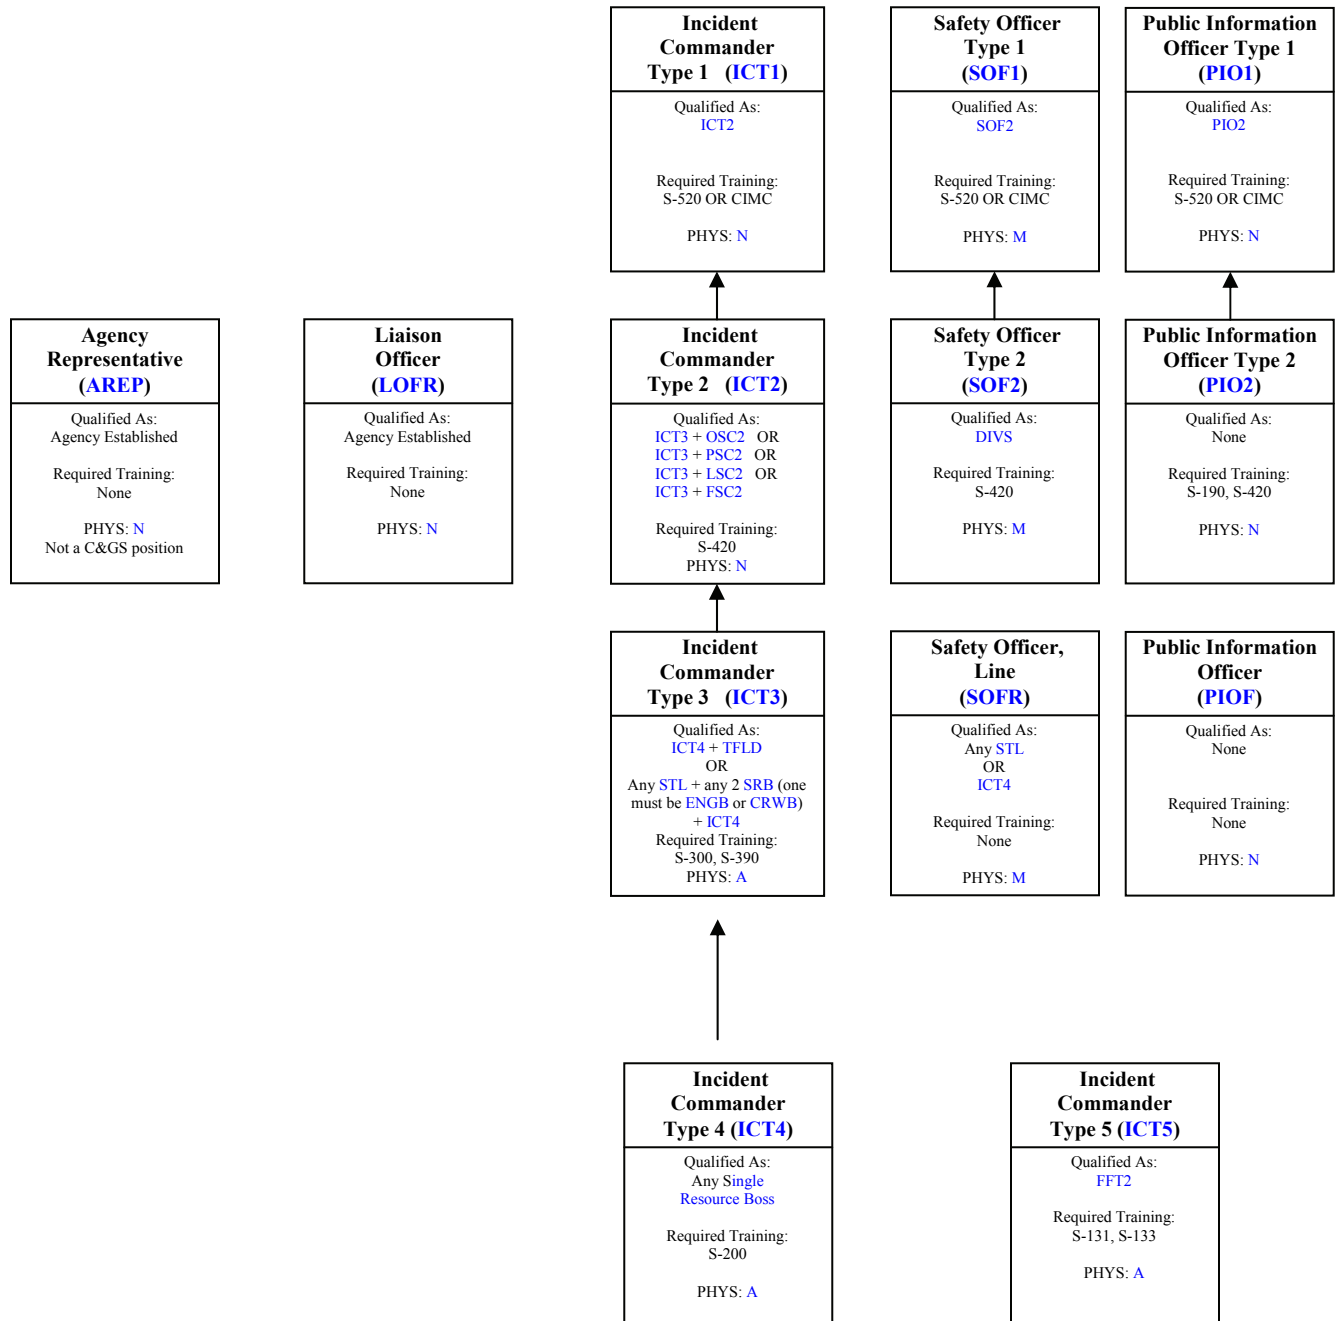 Incident
Commander
Type 1 (ICT1)
Qualified As:
ICT2
Required Training:
S-520 OR CIMC
PHYS: N
Safety Officer
Type 1
(SOF1)
Qualified As:
SOF2
Required Training:
S-520 OR CIMC
PHYS: M
Public Information
Officer Type 1
(PIO1)
Qualified As:
PIO2
Required Training:
S-520 OR CIMC
PHYS: N
Agency
Representative
(AREP)
Qualified As:
Agency Established
Required Training:
None
PHYS: N
Not a C&GS position
Liaison
Officer
(LOFR)
Qualified As:
Agency Established
Required Training:
None
PHYS: N
Incident
Commander
Type 2 (ICT2)
Qualified As:
ICT3 + OSC2 OR
ICT3 + PSC2 OR
ICT3 + LSC2 OR
ICT3 + FSC2
Required Training:
S-420
PHYS: N
Safety Officer
Type 2
(SOF2)
Qualified As:
DIVS
Required Training:
S-420
PHYS: M
Public Information
Officer Type 2
(PIO2)
Qualified As:
None
Required Training:
S-190, S-420
PHYS: N
Incident
Commander
Type 3 (ICT3)
Qualified As:
ICT4 + TFLD
OR
Any STL + any 2 SRB (one
must be ENGB or CRWB)
+ ICT4
Required Training:
S-300, S-390
PHYS: A
Safety Officer,
Line
(SOFR)
Qualified As:
Any STL
OR
ICT4
Required Training:
None
PHYS: M
Public Information
Officer
(PIOF)
Qualified As:
None
Required Training:
None
PHYS: N
Incident
Commander
Type 4 (ICT4)
Qualified As:
Any Single
Resource Boss
Required Training:
S-200
PHYS: A
Incident
Commander
Type 5 (ICT5)
Qualified As:
FFT2
Required Training:
S-131, S-133
PHYS: A